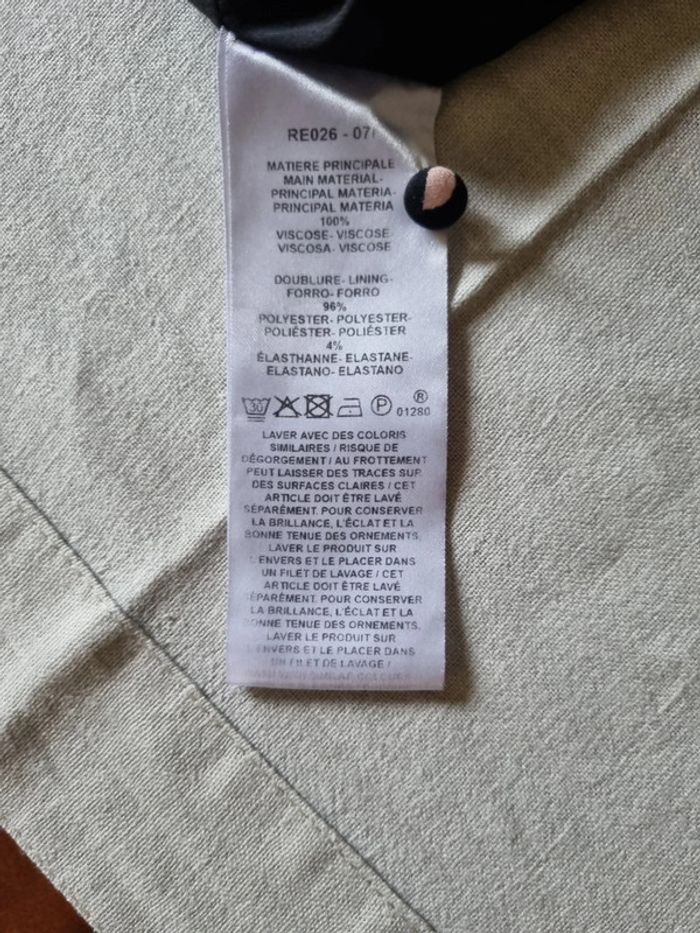 RE026 - 07
MATIERE PRINCIPALE
MAIN MATERIAL-
PRINCIPAL MATERIA-
PRINCIPAL MATERIA
100%
VISCOSE- VISCOSE-
VISCOSA- VISCOSE
DOUBLURE- LINING-
FORRO- FORRO
96%
POLYESTER- POLYESTER-
POLIÉSTER- POLIÉSTER
4%
ÉLASTHANNE- ELASTANE-
ELASTANO- ELASTANO
30 P ® 01280
LAVER AVEC DES COLORIS
SIMILAIRES / RISQUE DE
DÉGORGEMENT / AU FROTTEMENT
PEUT LAISSER DES TRACES SUR
DES SURFACES CLAIRES / CET
ARTICLE DOIT ÊTRE LAVÉ
SÉPARÉMENT. POUR CONSERVER
LA BRILLANCE, L'ÉCLAT ET LA
BONNE TENUE DES ORNEMENTS,
LAVER LE PRODUIT SUR
L'ENVERS ET LE PLACER DANS
UN FILET DE LAVAGE / CET
ARTICLE DOIT ÊTRE LAVÉ
SÉPARÉMENT. POUR CONSERVER
LA BRILLANCE, L'ÉCLAT ET LA
BONNE TENUE DES ORNEMENTS,
LAVER LE PRODUIT SUR
L'ENVERS ET LE PLACER DANS
UN FILET DE LAVAGE /
WASH WITH SIMILAR COLOURS